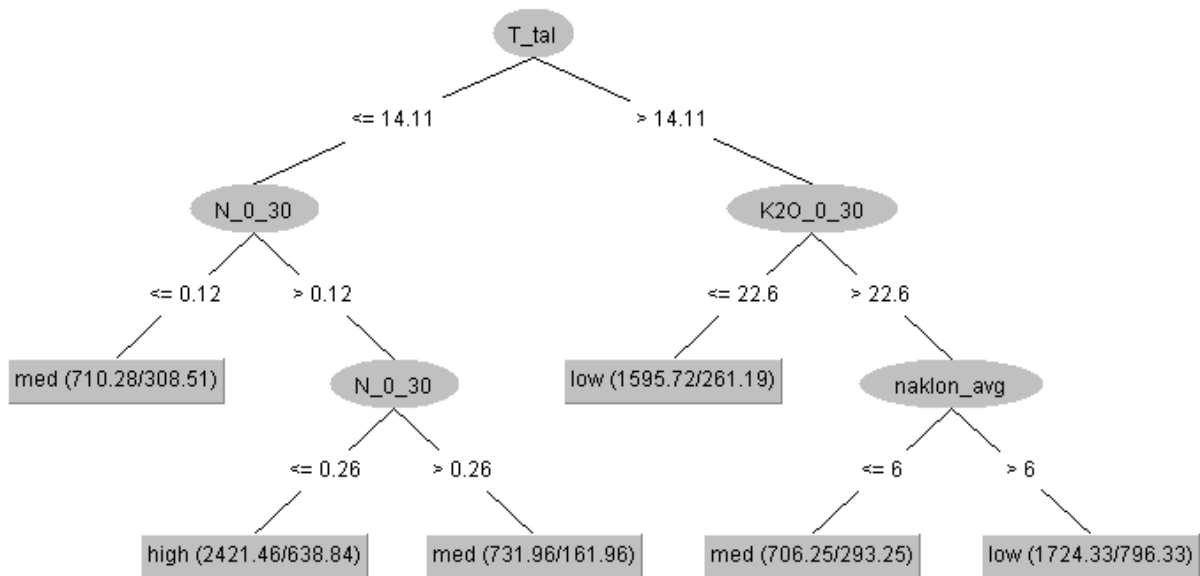 T_tal
<= 14.11
> 14.11
N_0_30
K2O_0_30
<= 0.12
> 0.12
<= 22.6
> 22.6
med (710.28/308.51)
N_0_30
low (1595.72/261.19)
naklon_avg
<= 0.26
> 0.26
<= 6
> 6
high (2421.46/638.84)
med (731.96/161.96)
med (706.25/293.25)
low (1724.33/796.33)